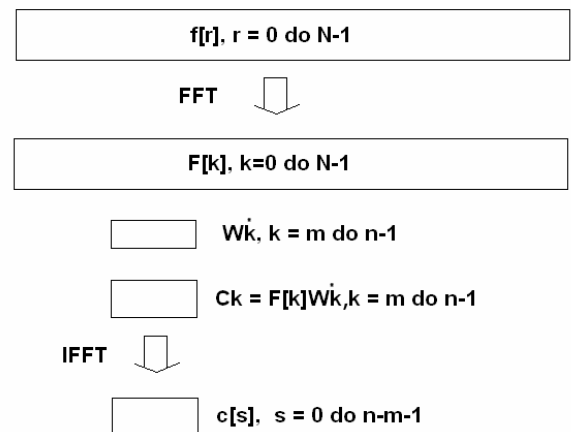 f[r], r = 0 do N-1
FFT
F[k], k=0 do N-1
Wk̇, k = m do n-1
Ck = F[k]Wk̇,k = m do n-1
IFFT
c[s], s = 0 do n-m-1